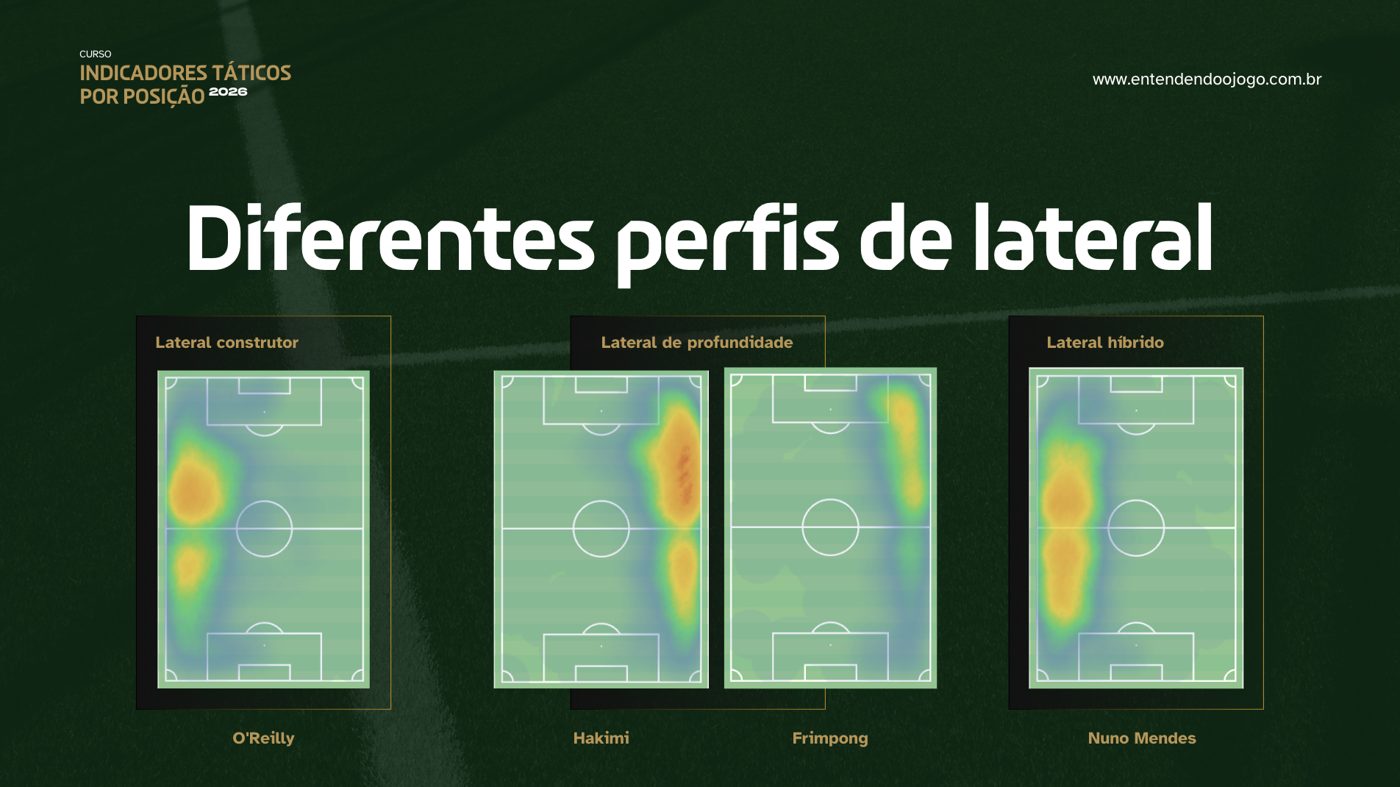 CURSO
INDICADORES TÁTICOS
POR POSIÇÃO 2026
www.entendendoojogo.com.br
Diferentes perfis de lateral
Lateral construtor
Lateral de profundidade
Lateral híbrido
O'Reilly
Hakimi
Frimpong
Nuno Mendes